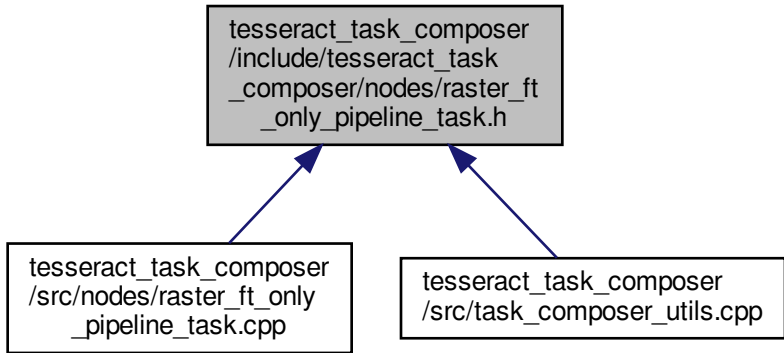 tesseract_task_composer
/include/tesseract_task
_composer/nodes/raster_ft
_only_pipeline_task.h
tesseract_task_composer
/src/nodes/raster_ft_only
_pipeline_task.cpp
tesseract_task_composer
/src/task_composer_utils.cpp